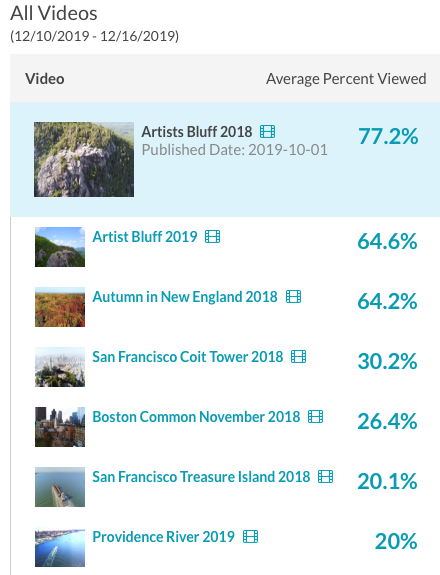 All Videos
(12/10/2019 - 12/16/2019)
Video Average Percent Viewed
Artists Bluff 2018 77.2%
Published Date: 2019-10-01
Artist Bluff 2019 64.6%
Autumn in New England 2018 64.2%
San Francisco Coit Tower 2018 30.2%
Boston Common November 2018 26.4%
San Francisco Treasure Island 2018 20.1%
Providence River 2019 20%